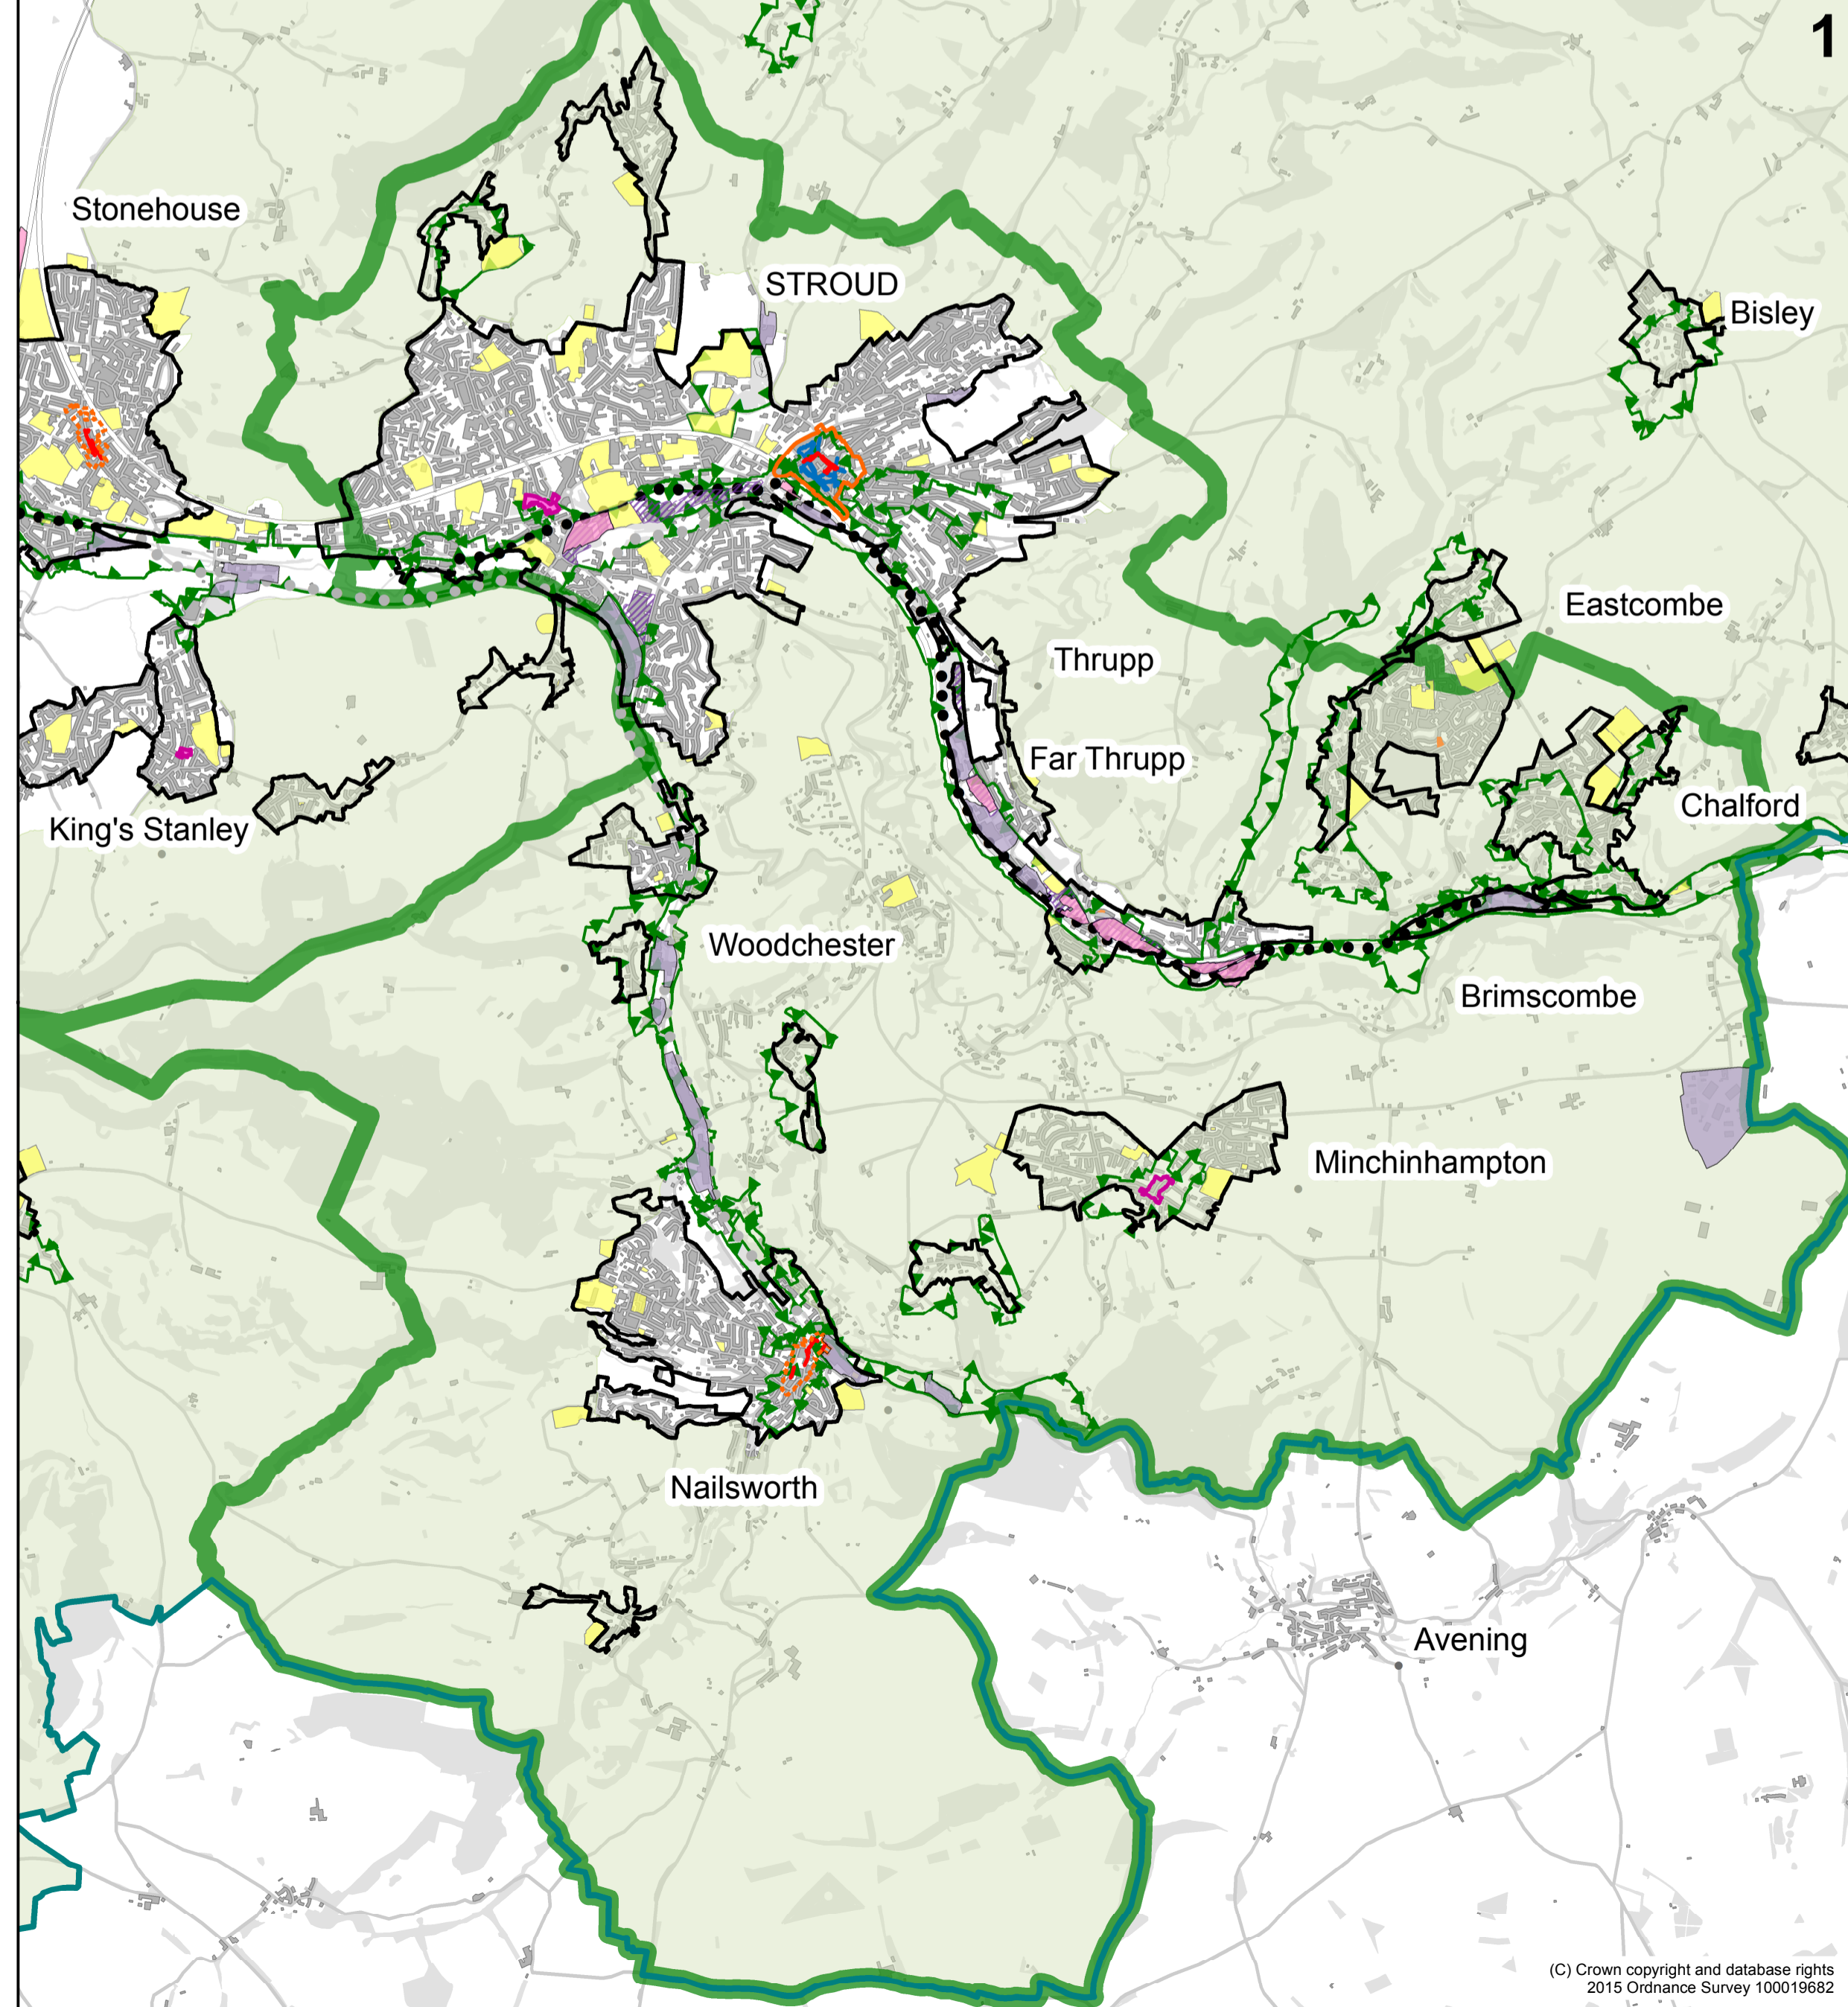 1
Stonehouse
STROUD
Bisley
Eastcombe
Thrupp
Far Thrupp
Chalford
King's Stanley
Woodchester
Brimscombe
Minchinhampton
Nailsworth
Avening
(C) Crown copyright and database rights
2015 Ordnance Survey 100019682